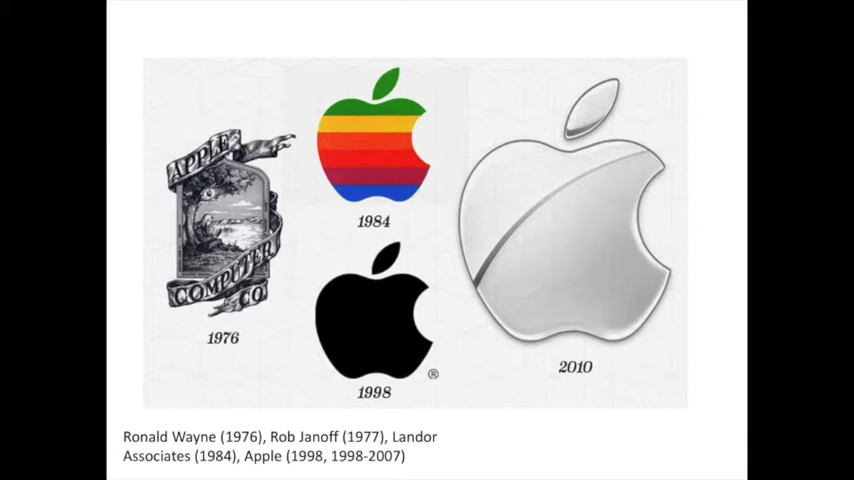 APPLE
COMPUTER
CO
1976
1984
1998
®
2010
Ronald Wayne (1976), Rob Janoff (1977), Landor
Associates (1984), Apple (1998, 1998-2007)